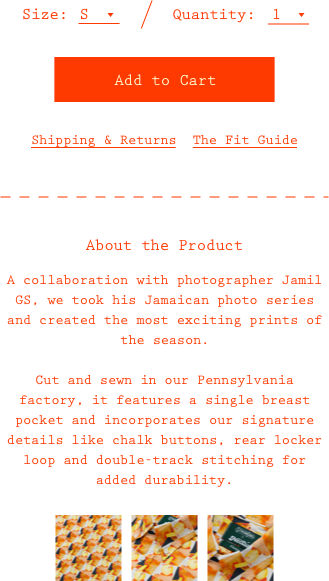 Size: S / Quantity: 1
Add to Cart
Shipping & Returns The Fit Guide
About the Product
A collaboration with photographer Jamil
GS, we took his Jamaican photo series
and created the most exciting prints of
the season.
Cut and sewn in our Pennsylvania
factory, it features a single breast
pocket and incorporates our signature
details like chalk buttons, rear locker
loop and double-track stitching for
added durability.